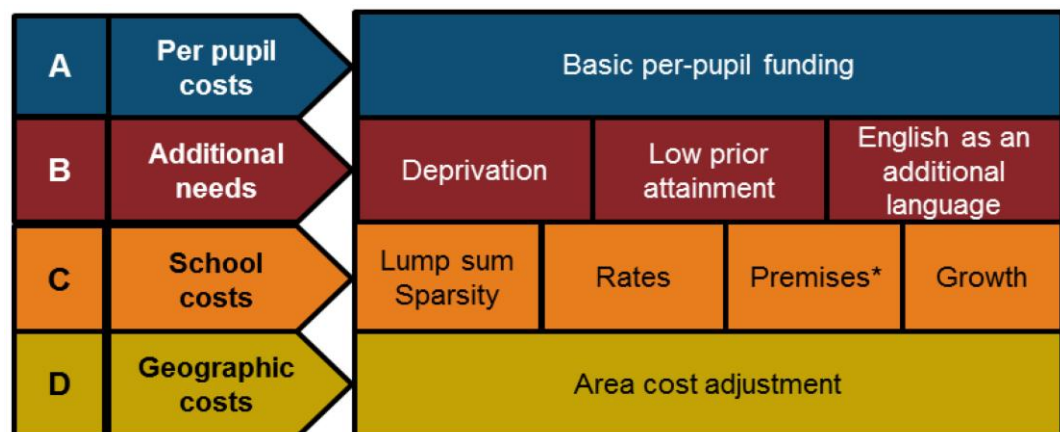 A
Per pupil
costs
Basic per-pupil funding
B
Additional
needs
Deprivation
Low prior
attainment
English as an
additional
language
C
School
costs
Lump sum
Sparsity
Rates
Premises*
Growth
D
Geographic
costs
Area cost adjustment